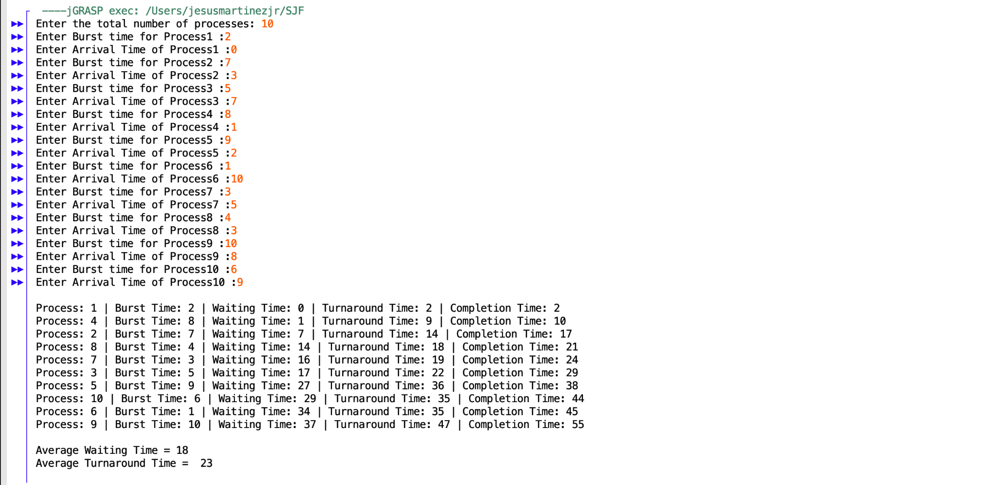 ----jGRASP exec: /Users/jesusmartinezjr/SJF
Enter the total number of processes: 10
Enter Burst time for Process1 :2
Enter Arrival Time of Process1 :0
Enter Burst time for Process2 :7
Enter Arrival Time of Process2 :3
Enter Burst time for Process3 :5
Enter Arrival Time of Process3 :7
Enter Burst time for Process4 :8
Enter Arrival Time of Process4 :1
Enter Burst time for Process5 :9
Enter Arrival Time of Process5 :2
Enter Burst time for Process6 :1
Enter Arrival Time of Process6 :10
Enter Burst time for Process7 :3
Enter Arrival Time of Process7 :5
Enter Burst time for Process8 :4
Enter Arrival Time of Process8 :3
Enter Burst time for Process9 :10
Enter Arrival Time of Process9 :8
Enter Burst time for Process10 :6
Enter Arrival Time of Process10 :9
Process: 1 | Burst Time: 2 | Waiting Time: 0 | Turnaround Time: 2 | Completion Time: 2
Process: 4 | Burst Time: 8 | Waiting Time: 1 | Turnaround Time: 9 | Completion Time: 10
Process: 2 | Burst Time: 7 | Waiting Time: 7 | Turnaround Time: 14 | Completion Time: 17
Process: 8 | Burst Time: 4 | Waiting Time: 14 | Turnaround Time: 18 | Completion Time: 21
Process: 7 | Burst Time: 3 | Waiting Time: 16 | Turnaround Time: 19 | Completion Time: 24
Process: 3 | Burst Time: 5 | Waiting Time: 17 | Turnaround Time: 22 | Completion Time: 29
Process: 5 | Burst Time: 9 | Waiting Time: 27 | Turnaround Time: 36 | Completion Time: 38
Process: 10 | Burst Time: 6 | Waiting Time: 29 | Turnaround Time: 35 | Completion Time: 44
Process: 6 | Burst Time: 1 | Waiting Time: 34 | Turnaround Time: 35 | Completion Time: 45
Process: 9 | Burst Time: 10 | Waiting Time: 37 | Turnaround Time: 47 | Completion Time: 55
Average Waiting Time = 18
Average Turnaround Time =  23